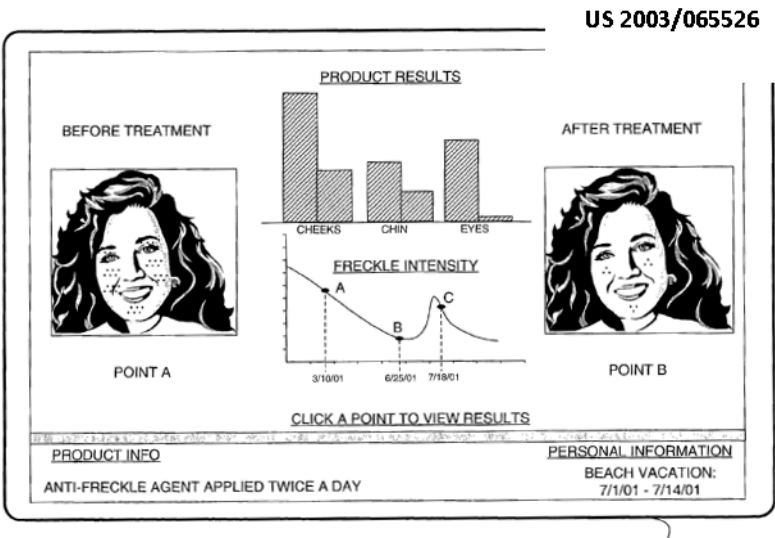 US 2003/065526
PRODUCT RESULTS
BEFORE TREATMENT
AFTER TREATMENT
CHEEKS CHIN EYES
FRECKLE INTENSITY
A
B
C
3/10/01 6/25/01 7/18/01
POINT A
POINT B
CLICK A POINT TO VIEW RESULTS
PRODUCT INFO
ANTI-FRECKLE AGENT APPLIED TWICE A DAY
PERSONAL INFORMATION
BEACH VACATION:
7/1/01 - 7/14/01